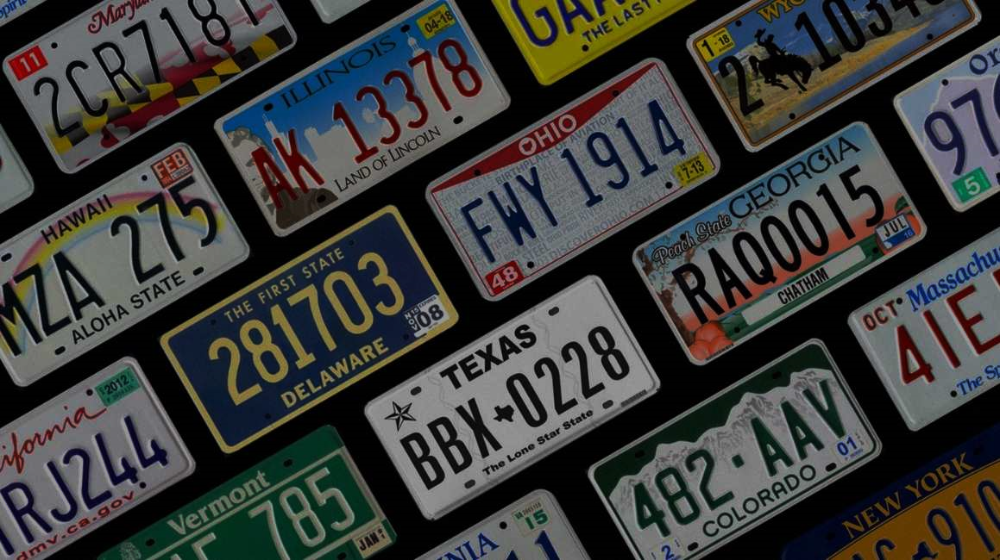 Maryland
11
2CR7181
ILLINOIS
04-18
AK 13378
LAND OF LINCOLN
THE LAST
WYO
1-18
2 1034
OHIO
BIRTHPLACE OF AVIATION
FWY 1914
7-13
48
DISCOVEROHIO.COM
HAWAII
FEB
MZA 275
ALOHA STATE
THE FIRST STATE
281703
08
DELAWARE
GEORGIA
Peach State
RAQ0015
JUL
16
CHATHAM
Or
97
5
TEXAS
BBX 0228
The Lone Star State
Massachu
OCT
4IE
The Sp
ifornia
2012
RJ244
dmv.ca.gov
Vermont
785
JAN
482·AAV
01
COLORADO
2
NIA
15
NEW YORK
910